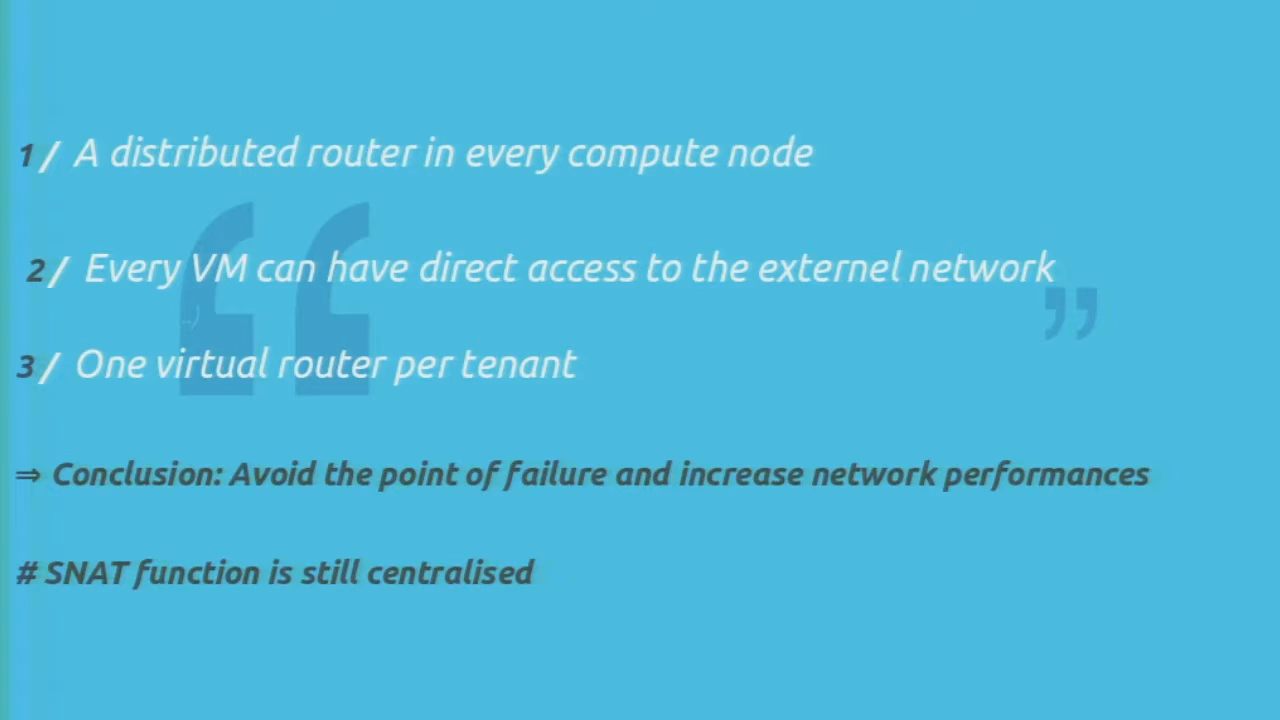 1 / A distributed router in every compute node
2 / Every VM can have direct access to the externel network
3 / One virtual router per tenant
⇒ Conclusion: Avoid the point of failure and increase network performances
# SNAT function is still centralised